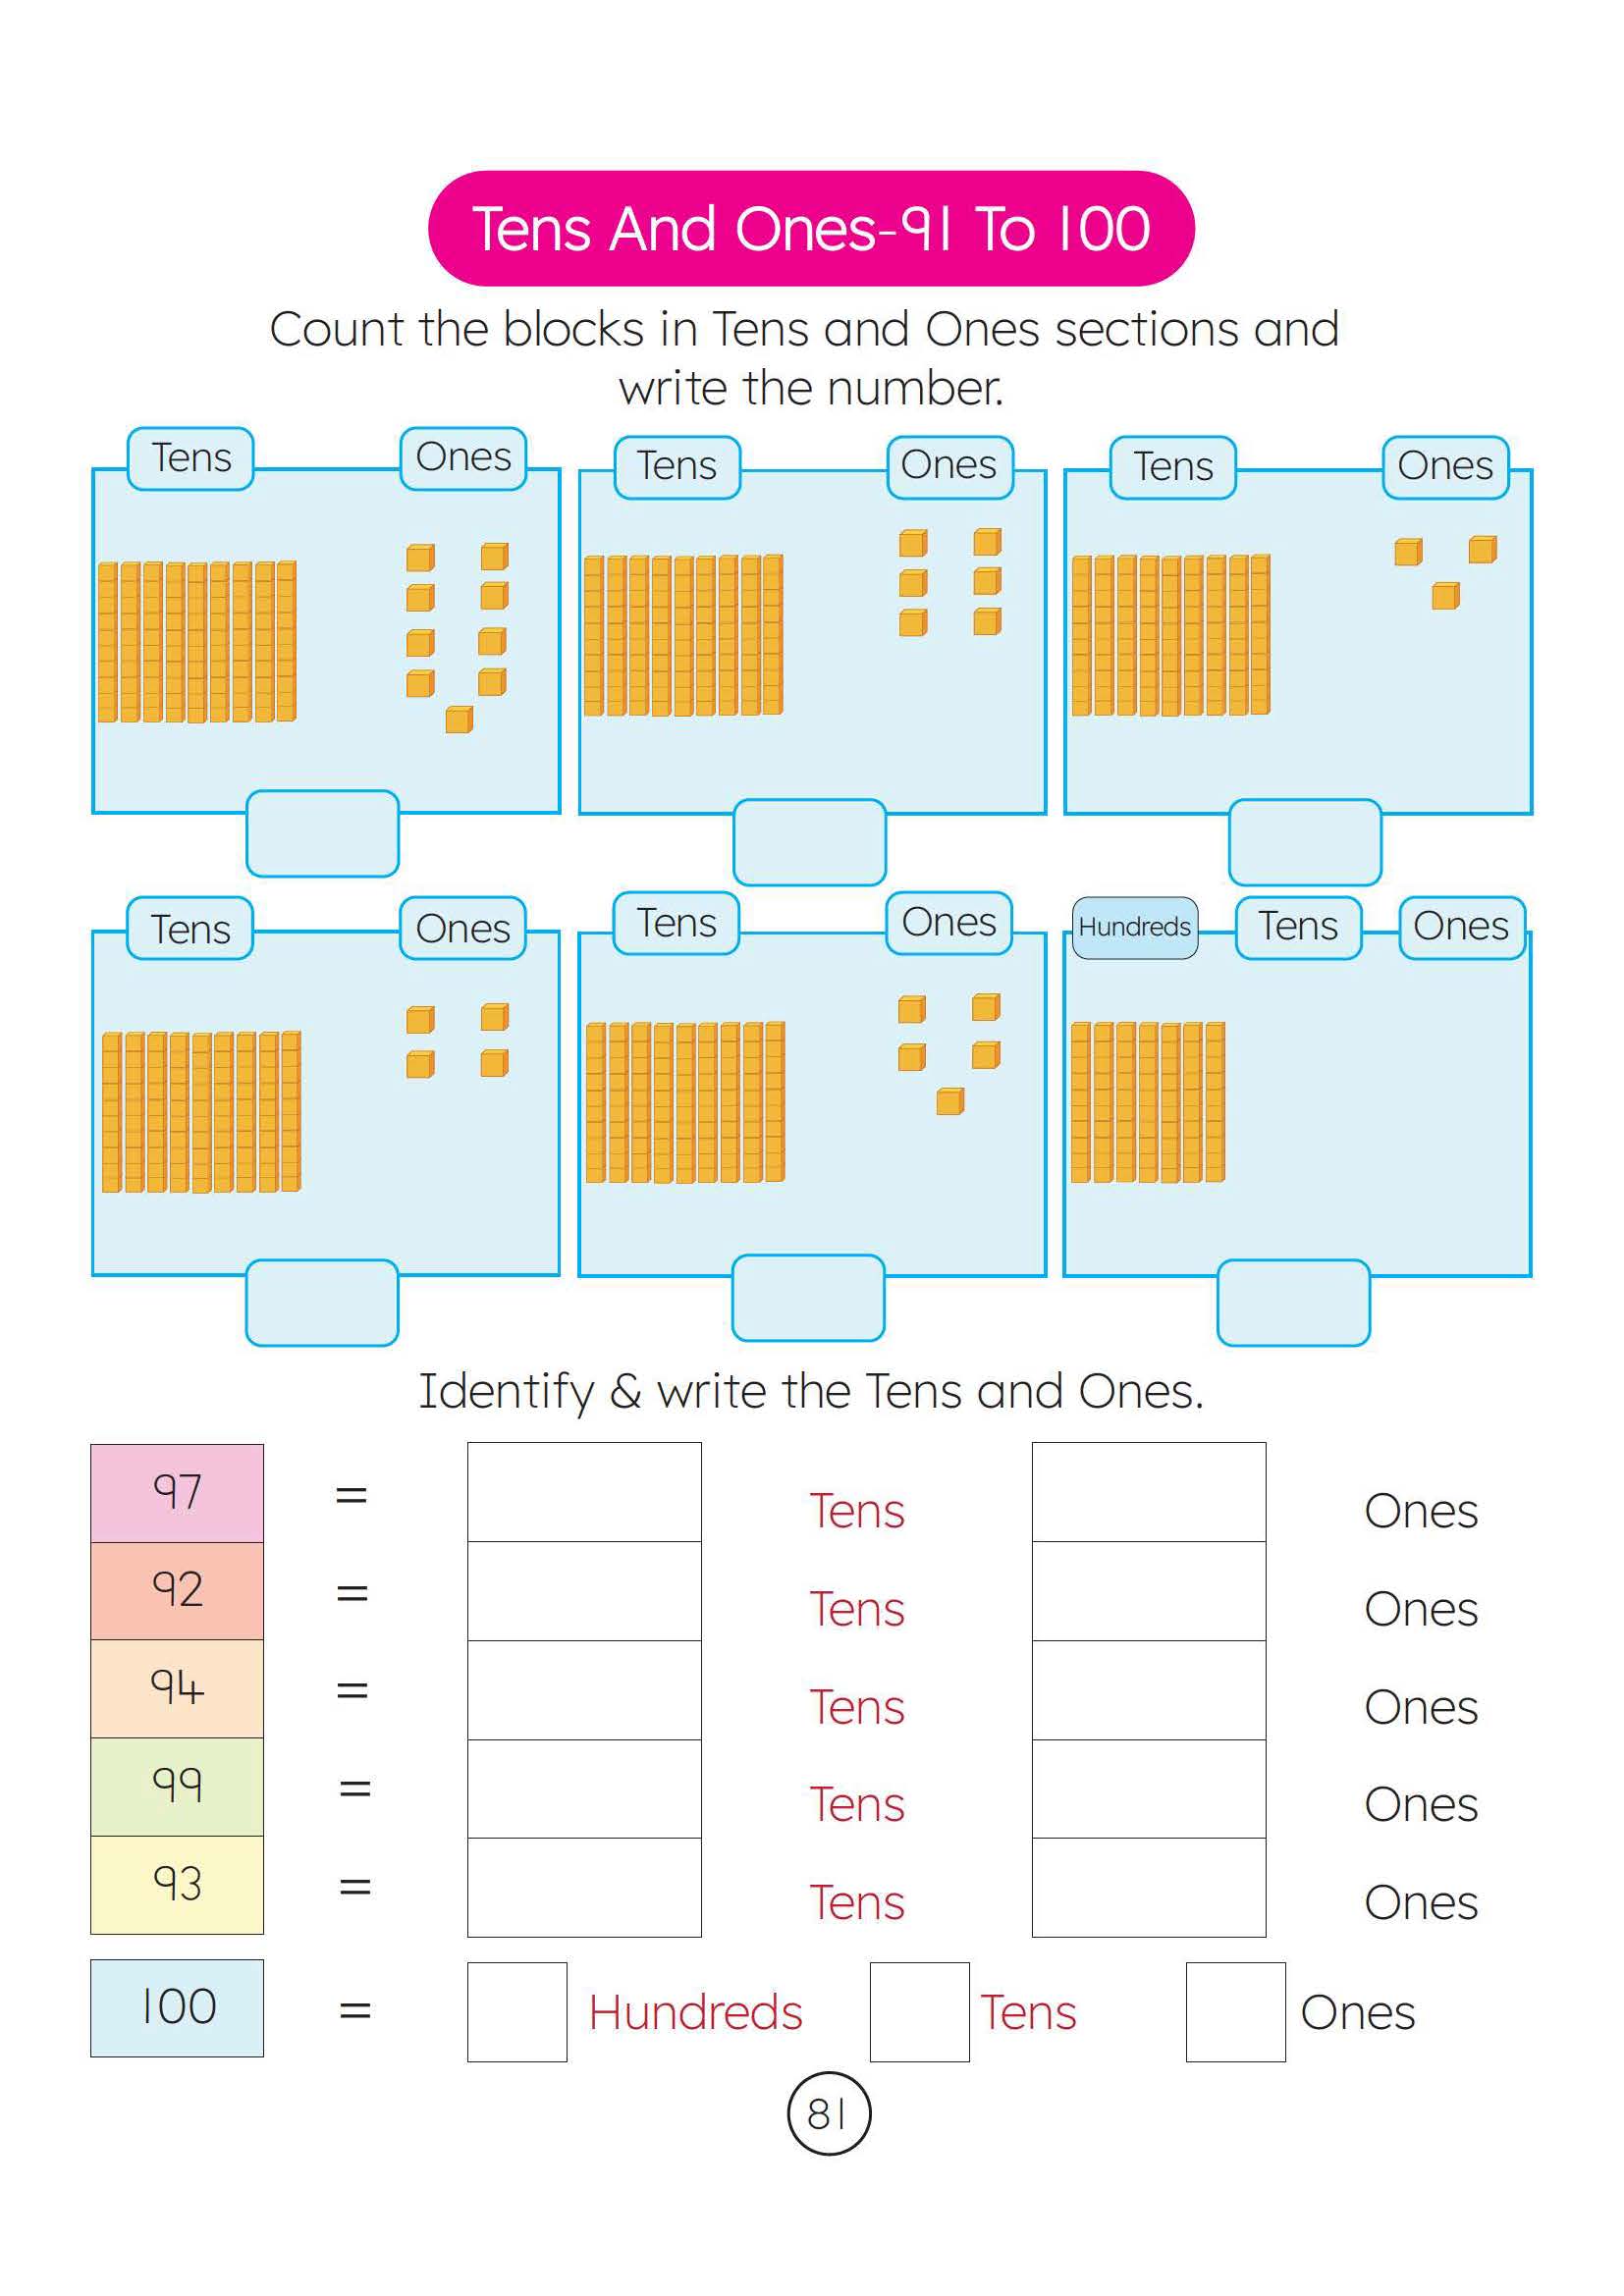 Tens And Ones-91 To 100
Count the blocks in Tens and Ones sections and
write the number.
Tens Ones Tens Ones Tens Ones
Tens Ones Tens Ones Hundreds Tens Ones
Identify & write the Tens and Ones.
97 = Tens Ones
92 = Tens Ones
94 = Tens Ones
99 = Tens Ones
93 = Tens Ones
100 = Hundreds Tens Ones
81